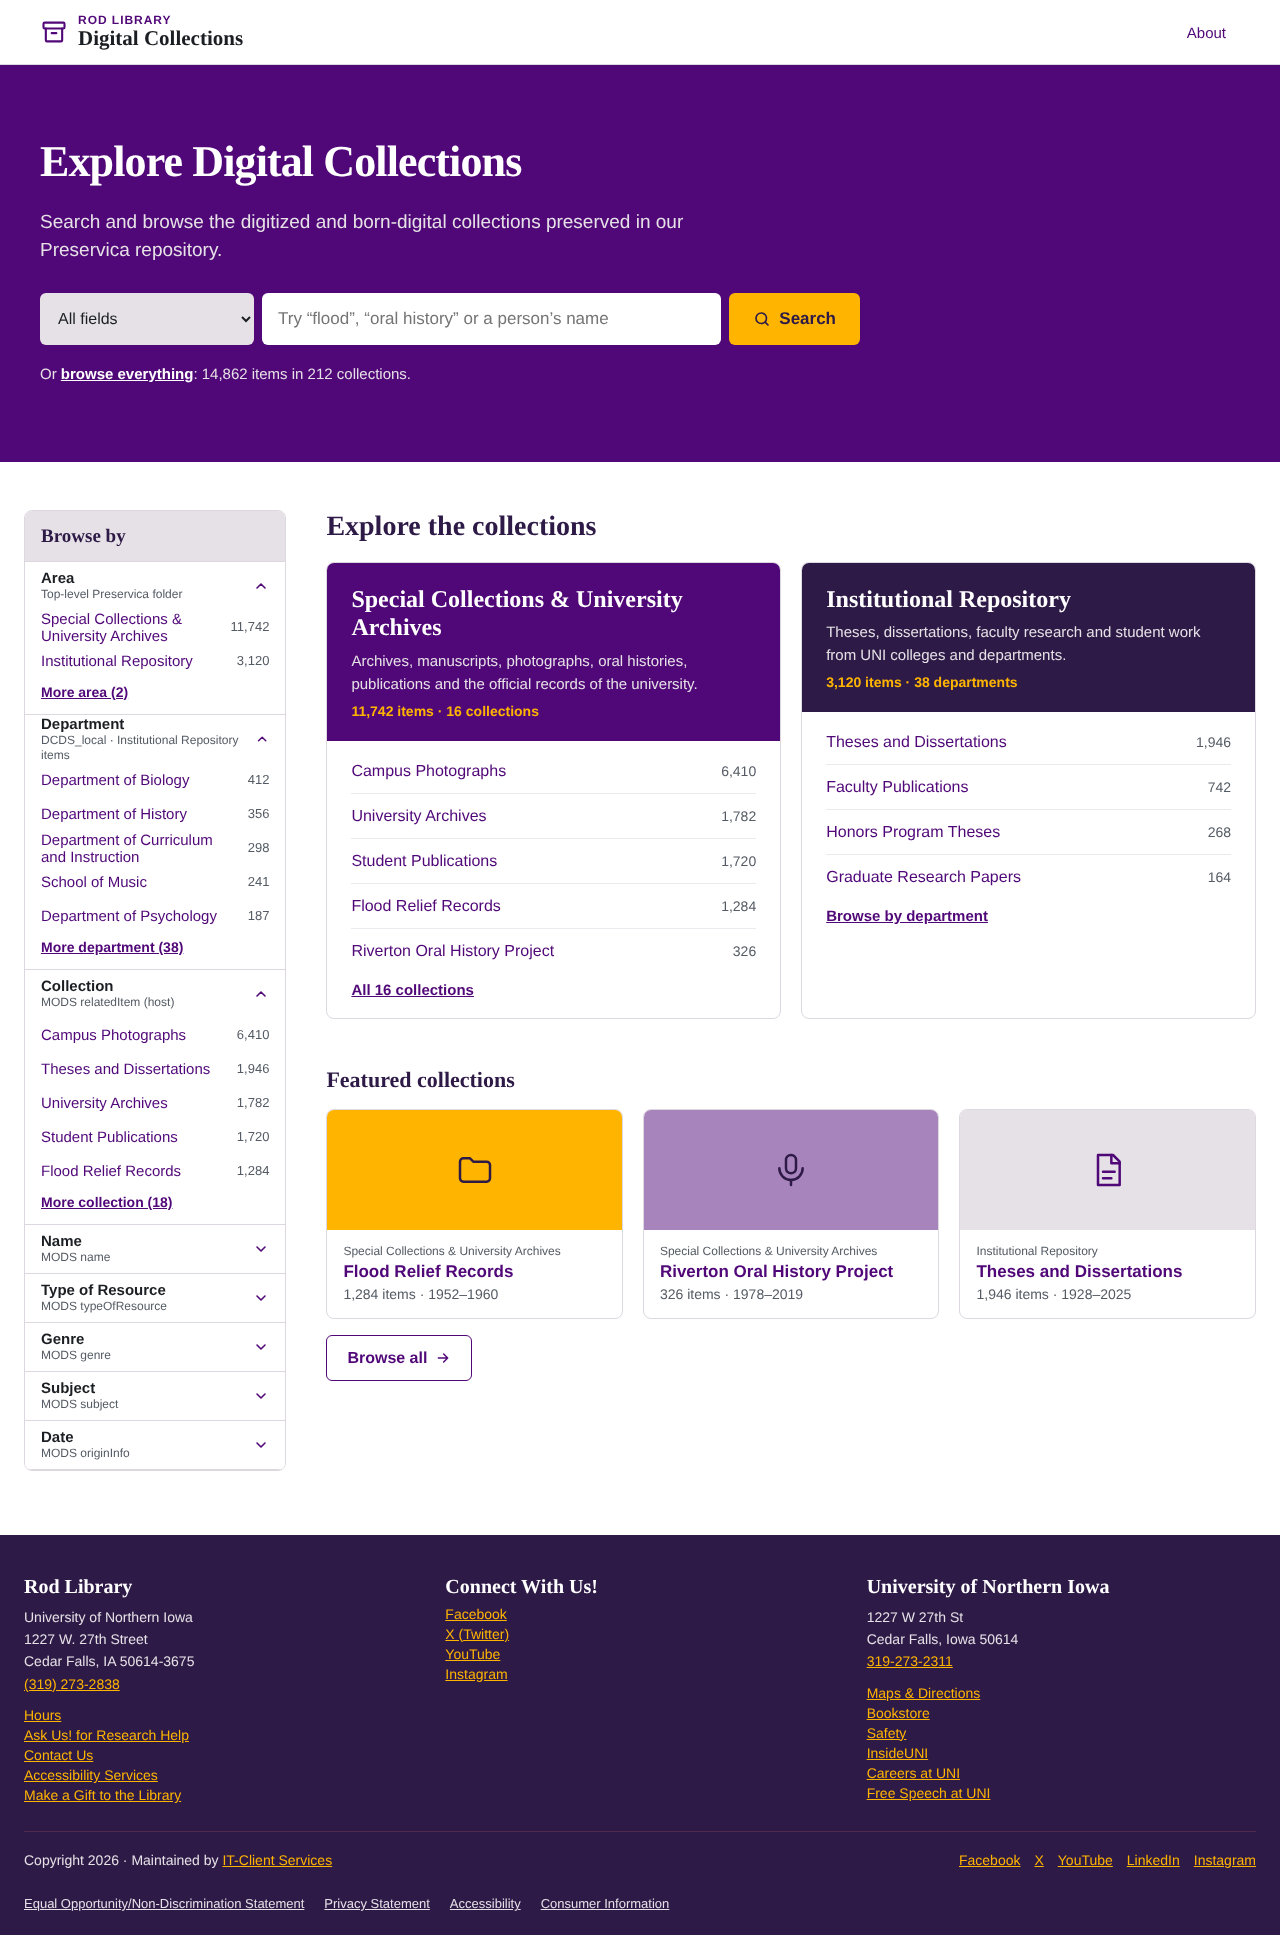 ROD LIBRARY
Digital Collections
About
Explore Digital Collections
Search and browse the digitized and born-digital collections preserved in our
Preservica repository.
All fields
Try “flood”, “oral history” or a person’s name
Search
Or browse everything: 14,862 items in 212 collections.
Browse by
Area
Top-level Preservica folder
Special Collections &
University Archives
11,742
Institutional Repository
3,120
More area (2)
Department
DCDS_local · Institutional Repository
items
Department of Biology
412
Department of History
356
Department of Curriculum
and Instruction
298
School of Music
241
Department of Psychology
187
More department (38)
Collection
MODS relatedItem (host)
Campus Photographs
6,410
Theses and Dissertations
1,946
University Archives
1,782
Student Publications
1,720
Flood Relief Records
1,284
More collection (18)
Name
MODS name
Type of Resource
MODS typeOfResource
Genre
MODS genre
Subject
MODS subject
Date
MODS originInfo
Explore the collections
Special Collections & University
Archives
Archives, manuscripts, photographs, oral histories,
publications and the official records of the university.
11,742 items · 16 collections
Campus Photographs
6,410
University Archives
1,782
Student Publications
1,720
Flood Relief Records
1,284
Riverton Oral History Project
326
All 16 collections
Institutional Repository
Theses, dissertations, faculty research and student work
from UNI colleges and departments.
3,120 items · 38 departments
Theses and Dissertations
1,946
Faculty Publications
742
Honors Program Theses
268
Graduate Research Papers
164
Browse by department
Featured collections
Special Collections & University Archives
Flood Relief Records
1,284 items · 1952–1960
Special Collections & University Archives
Riverton Oral History Project
326 items · 1978–2019
Institutional Repository
Theses and Dissertations
1,946 items · 1928–2025
Browse all
Rod Library
University of Northern Iowa
1227 W. 27th Street
Cedar Falls, IA 50614-3675
(319) 273-2838
Hours
Ask Us! for Research Help
Contact Us
Accessibility Services
Make a Gift to the Library
Connect With Us!
Facebook
X (Twitter)
YouTube
Instagram
University of Northern Iowa
1227 W 27th St
Cedar Falls, Iowa 50614
319-273-2311
Maps & Directions
Bookstore
Safety
InsideUNI
Careers at UNI
Free Speech at UNI
Copyright 2026 · Maintained by IT-Client Services
Facebook X YouTube LinkedIn Instagram
Equal Opportunity/Non-Discrimination Statement Privacy Statement Accessibility Consumer Information